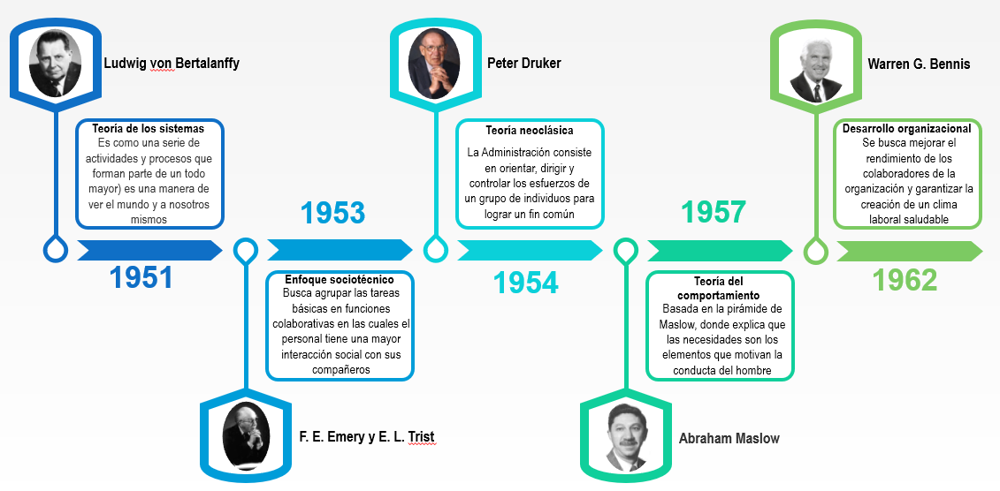 Ludwig von Bertalanffy
Teoría de los sistemas
Es como una serie de
actividades y procesos que
forman parte de un todo
mayor) es una manera de
ver el mundo y a nosotros
mismos
1951
1953
Enfoque sociotécnico
Busca agrupar las tareas
básicas en funciones
colaborativas en las cuales el
personal tiene una mayor
interacción social con sus
compañeros
F. E. Emery y E. L. Trist
Peter Druker
Teoría neoclásica
La Administración consiste
en orientar, dirigir y
controlar los esfuerzos de
un grupo de individuos para
lograr un fin común
1954
1957
Teoría del
comportamiento
Basada en la pirámide de
Maslow, donde explica que
las necesidades son los
elementos que motivan la
conducta del hombre
Abraham Maslow
Warren G. Bennis
Desarrollo organizacional
Se busca mejorar el
rendimiento de los
colaboradores de la
organización y garantizar la
creación de un clima
laboral saludable
1962